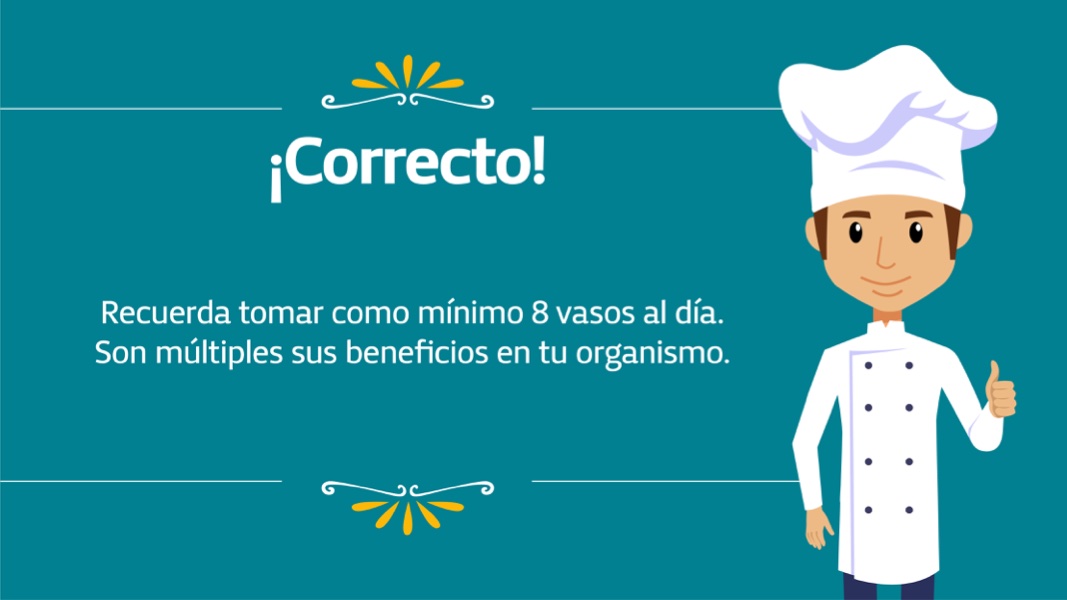 ¡Correcto!
Recuerda tomar como mínimo 8 vasos al día.
Son múltiples sus beneficios en tu organismo.